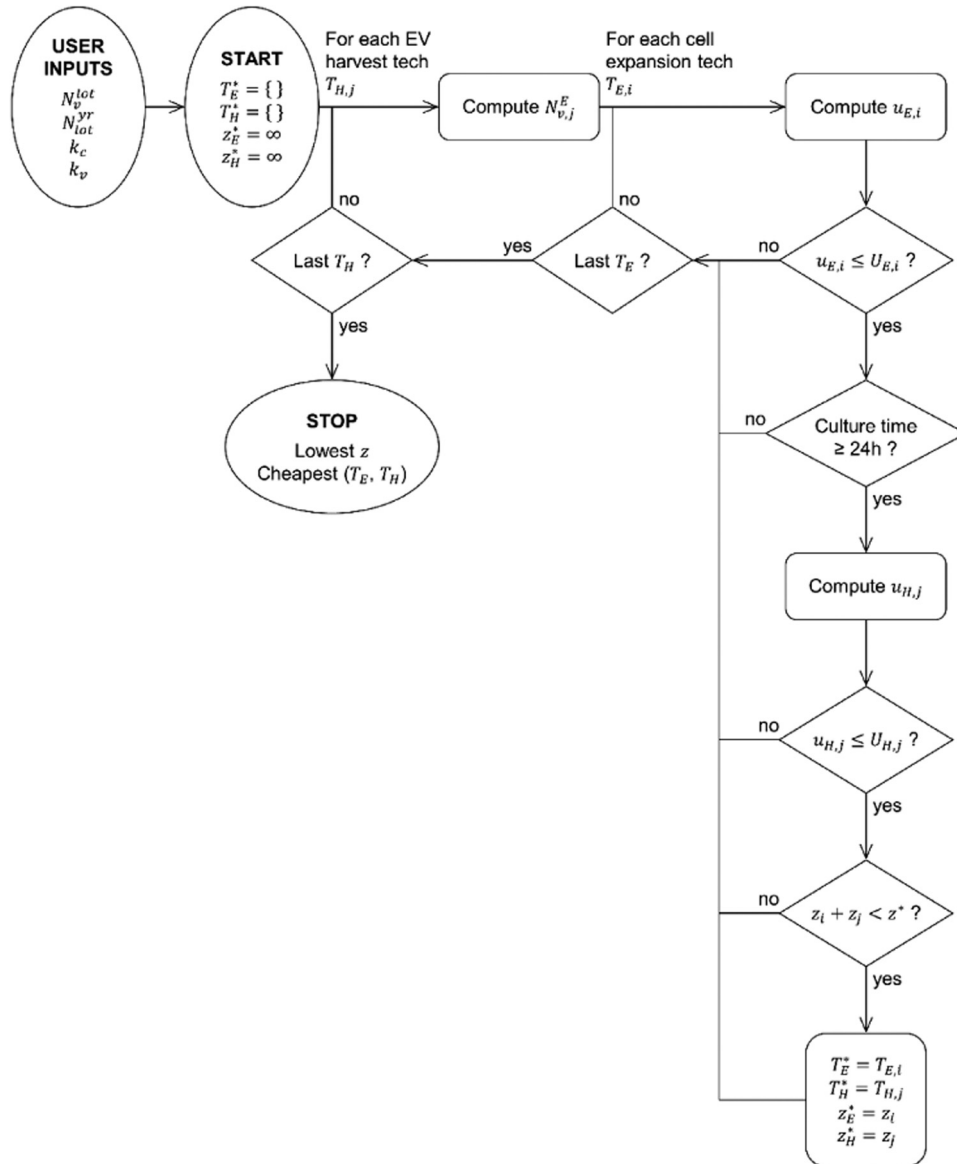 USER
INPUTS
N_v^lot
N_lot^yr
k_c
k_v
START
T_E^* = { }
T_H^* = { }
z_E^* = ∞
z_H^* = ∞
For each EV
harvest tech
T_H,j
Compute N_v,j^E
For each cell
expansion tech
T_E,i
Compute u_E,i
no
no
Last T_H ?
yes
Last T_E ?
no
u_E,i ≤ U_E,i ?
yes
yes
STOP
Lowest z
Cheapest (T_E, T_H)
no
Culture time
≥ 24h ?
yes
Compute u_H,j
no
u_H,j ≤ U_H,j ?
yes
no
z_i + z_j < z^* ?
yes
T_E^* = T_E,i
T_H^* = T_H,j
z_E^* = z_i
z_H^* = z_j